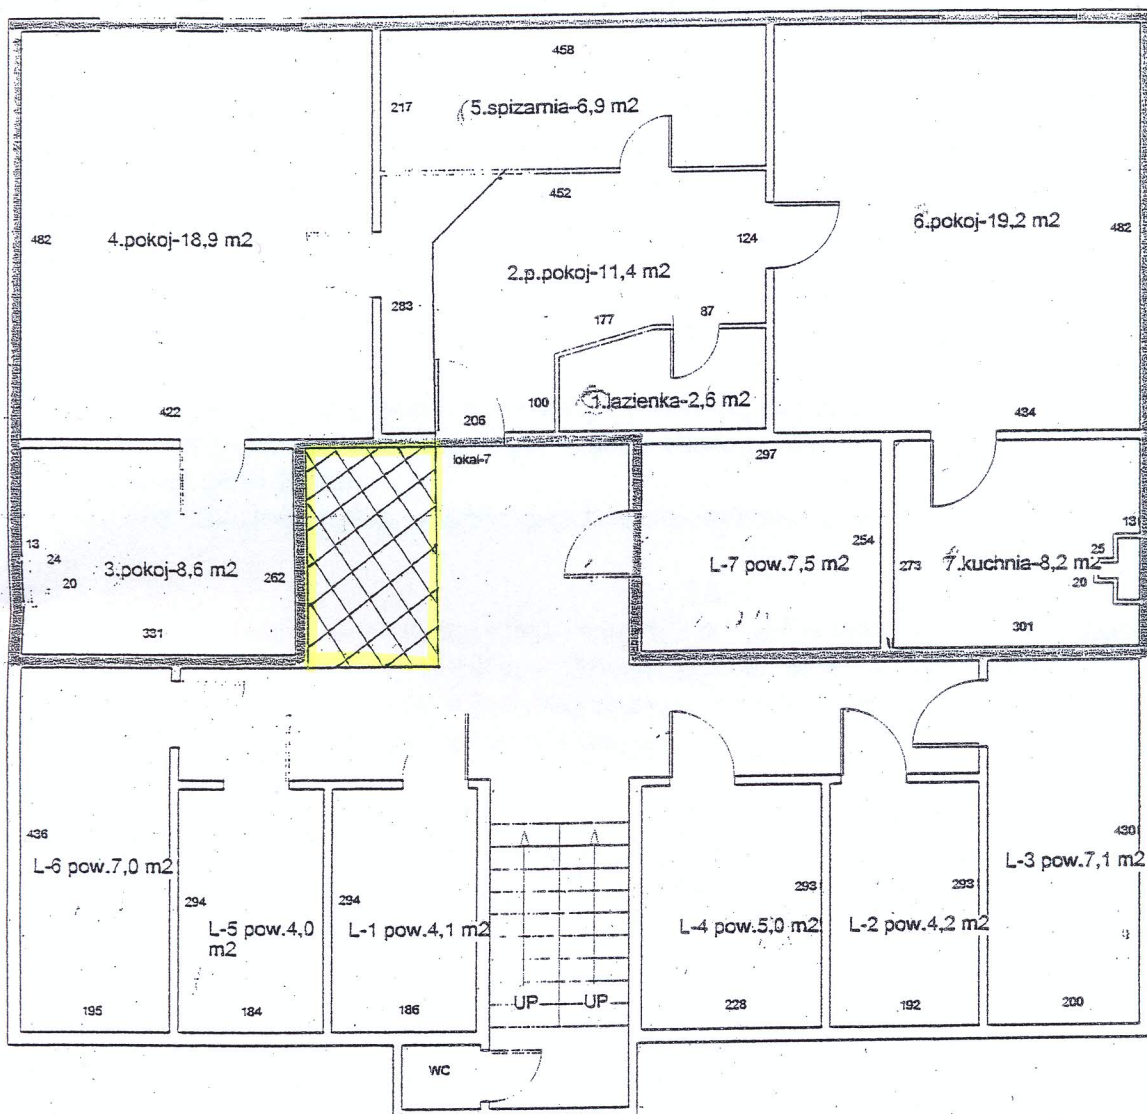 458
217
5.spizarnia-6,9 m2
452
482
4.pokoj-18,9 m2
124
6.pokoj-19,2 m2
482
2.p.pokoj-11,4 m2
283
177
87
422
206
100
1.lazienka-2,6 m2
434
lokal-7
297
13
24
20
3.pokoj-8,6 m2
262
331
L-7 pow.7,5 m2
254
273
7.kuchnia-8,2 m2
13
25
20
301
436
L-6 pow.7,0 m2
294
L-5 pow.4,0
m2
294
L-1 pow.4,1 m2
293
L-4 pow.5,0 m2
293
L-2 pow.4,2 m2
430
L-3 pow.7,1 m2
195
184
186
UP
UP
228
192
200
WC